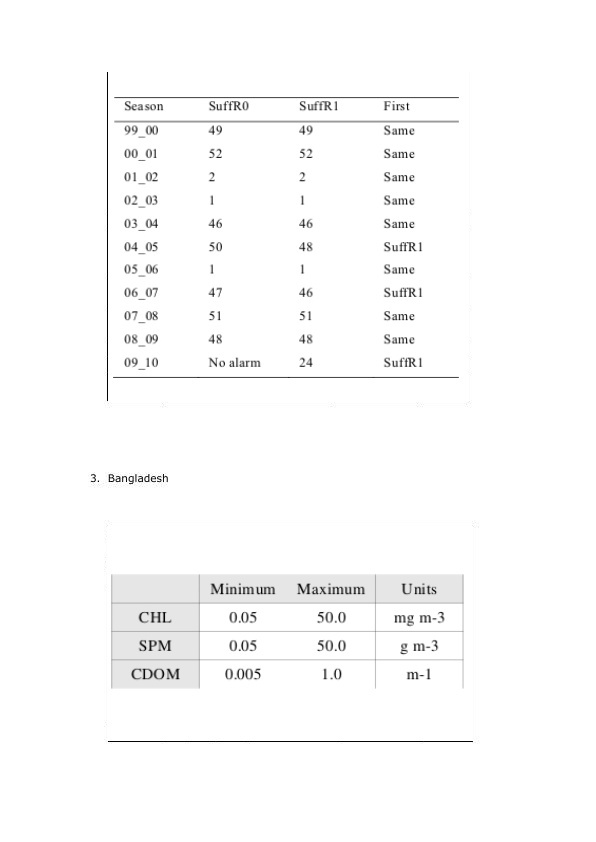 Season SuffR0 SuffR1 First
99_00 49 49 Same
00_01 52 52 Same
01_02 2 2 Same
02_03 1 1 Same
03_04 46 46 Same
04_05 50 48 SuffR1
05_06 1 1 Same
06_07 47 46 SuffR1
07_08 51 51 Same
08_09 48 48 Same
09_10 No alarm 24 SuffR1
3. Bangladesh
Minimum Maximum Units
CHL 0.05 50.0 mg m-3
SPM 0.05 50.0 g m-3
CDOM 0.005 1.0 m-1